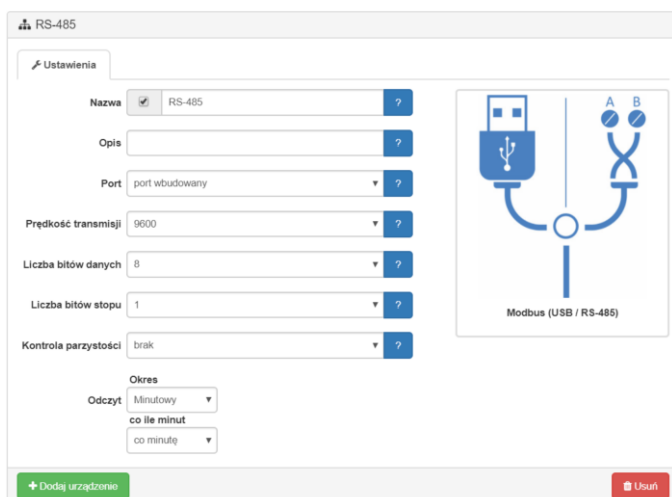 RS-485
Ustawienia
Nazwa RS-485 ?
Opis ?
Port port wbudowany ?
Prędkość transmisji 9600 ?
Liczba bitów danych 8 ?
Liczba bitów stopu 1 ?
Kontrola parzystości brak ?
Okres
Odczyt Minutowy
co ile minut
co minutę
A B
Modbus (USB / RS-485)
+ Dodaj urządzenie
Usuń